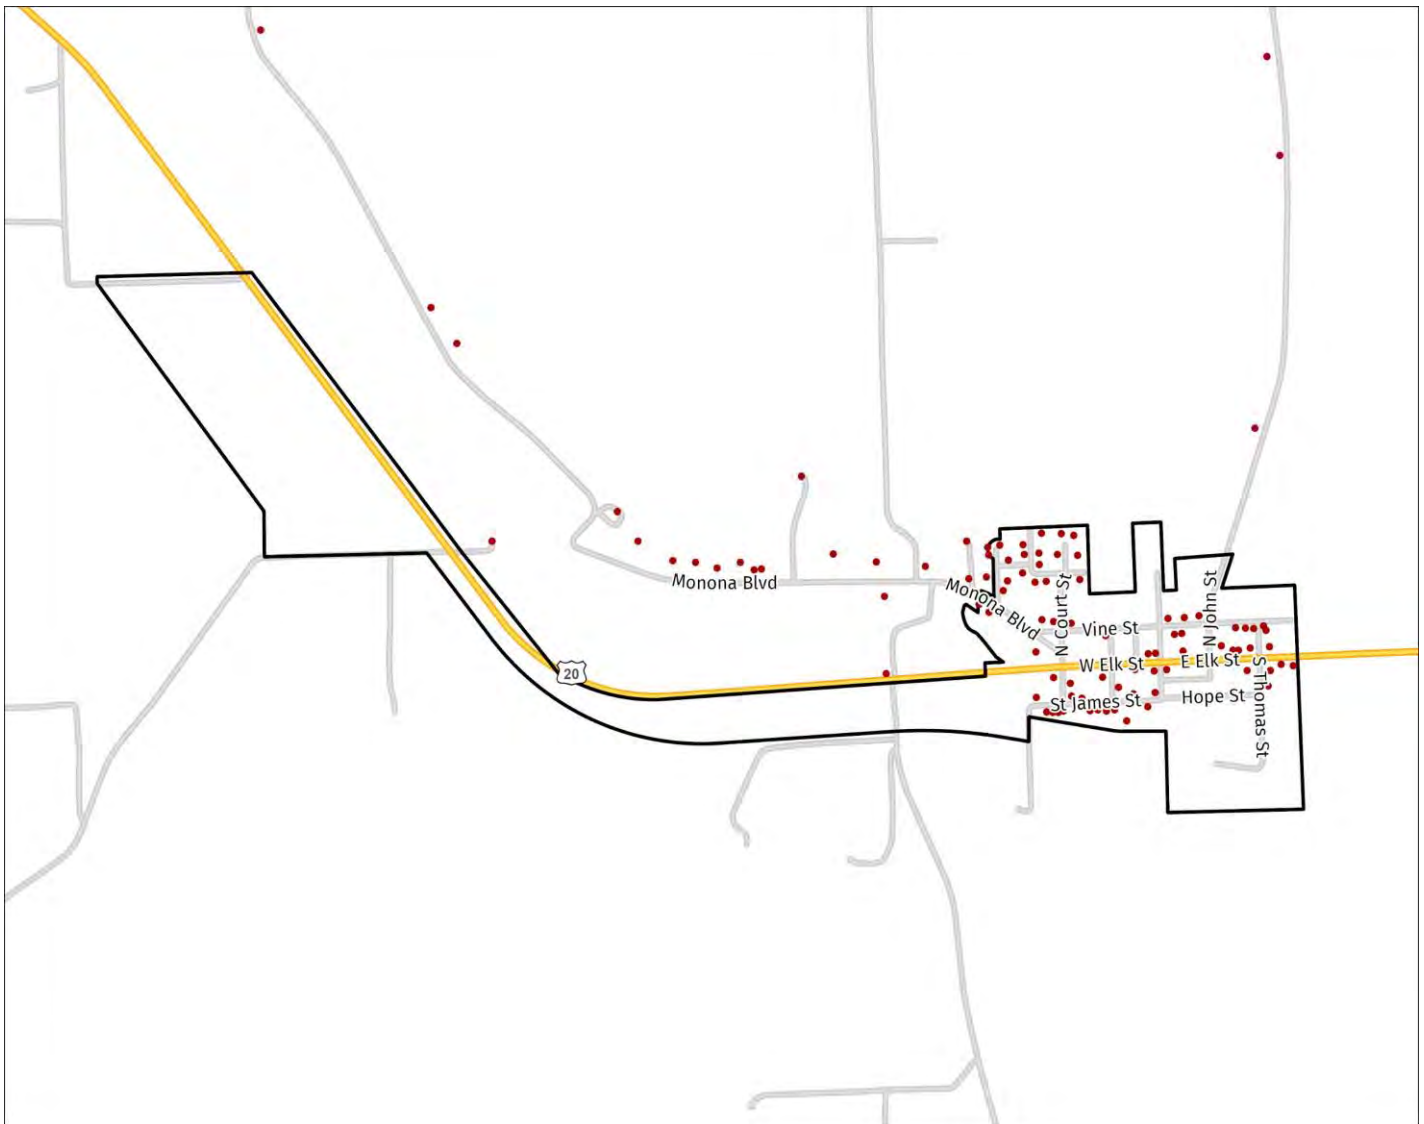 Monona Blvd
Monona Blvd
N Court St
Vine St
N John St
20
W Elk St
E Elk St
St James St
Hope St
S Thomas St